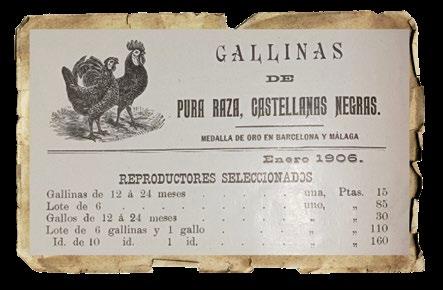 GALLINAS
DE
PURA RAZA, CASTELLANAS NEGRAS.
MEDALLA DE ORO EN BARCELONA Y MÁLAGA
Enero 1906.
REPRODUCTORES SELECCIONADOS
Gallinas de 12 á 24 meses . . . . . una, Ptas. 15
Lote de 6 . . . . . . . . uno, „ 85
Gallos de 12 á 24 meses . . . . . „ „ 30
Lote de 6 gallinas y 1 gallo . . . . „ „ 110
Id. de 10 id. 1 id. . . . . „ „ 160